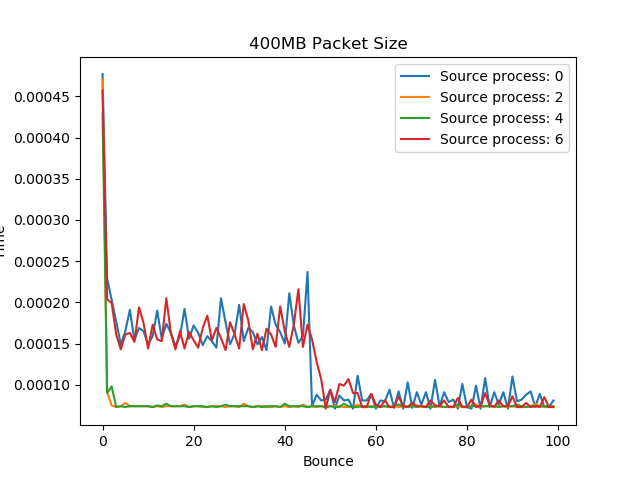 400MB Packet Size
Source process: 0
Source process: 2
Source process: 4
Source process: 6
0.00045
0.00040
0.00035
0.00030
0.00025
0.00020
0.00015
0.00010
0
20
40
60
80
100
Bounce